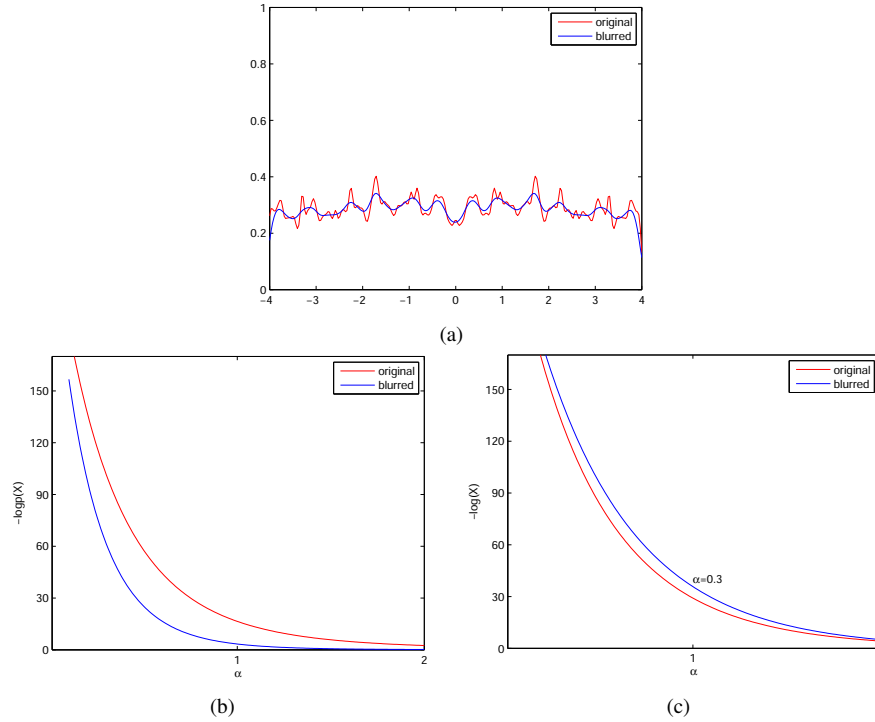 1
0.8
0.6
0.4
0.2
0
−4 −3 −2 −1 0 1 2 3 4
original
blurred
(a)
150
120
90
60
30
0
−logp(X)
1 2
α
original
blurred
(b)
150
120
90
60
30
0
−log(X)
1
α
original
blurred
α=0.3
(c)